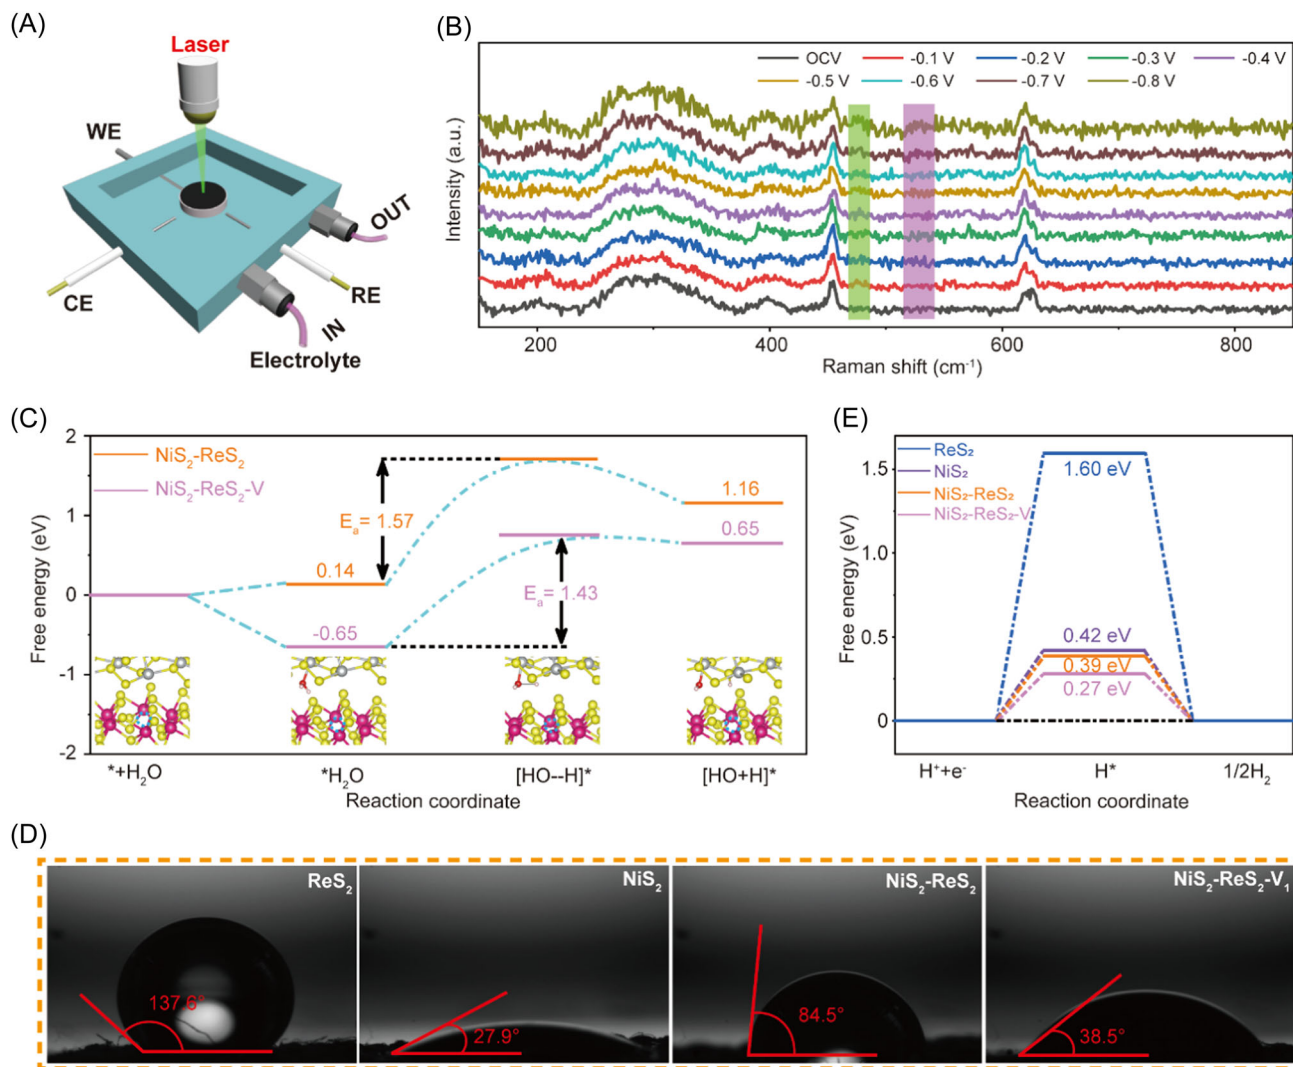 (A)
Laser
WE
OUT
CE
RE
IN
Electrolyte
(B)
OCV -0.1 V -0.2 V -0.3 V -0.4 V
-0.5 V -0.6 V -0.7 V -0.8 V
Intensity (a.u.)
200 400 600 800
Raman shift (cm⁻¹)
(C)
NiS₂-ReS₂
NiS₂-ReS₂-V
Free energy (eV)
2
1
0
-1
-2
Eₐ= 1.57
1.16
0.65
0.14
Eₐ= 1.43
-0.65
*+H₂O *H₂O [HO--H]* [HO+H]*
Reaction coordinate
(E)
ReS₂
NiS₂
NiS₂-ReS₂
NiS₂-ReS₂-V
Free energy (eV)
1.5
1.0
0.5
0
1.60 eV
0.42 eV
0.39 eV
0.27 eV
H⁺+e⁻ H* 1/2H₂
Reaction coordinate
(D)
ReS₂
137.6°
NiS₂
27.9°
NiS₂-ReS₂
84.5°
NiS₂-ReS₂-V₁
38.5°